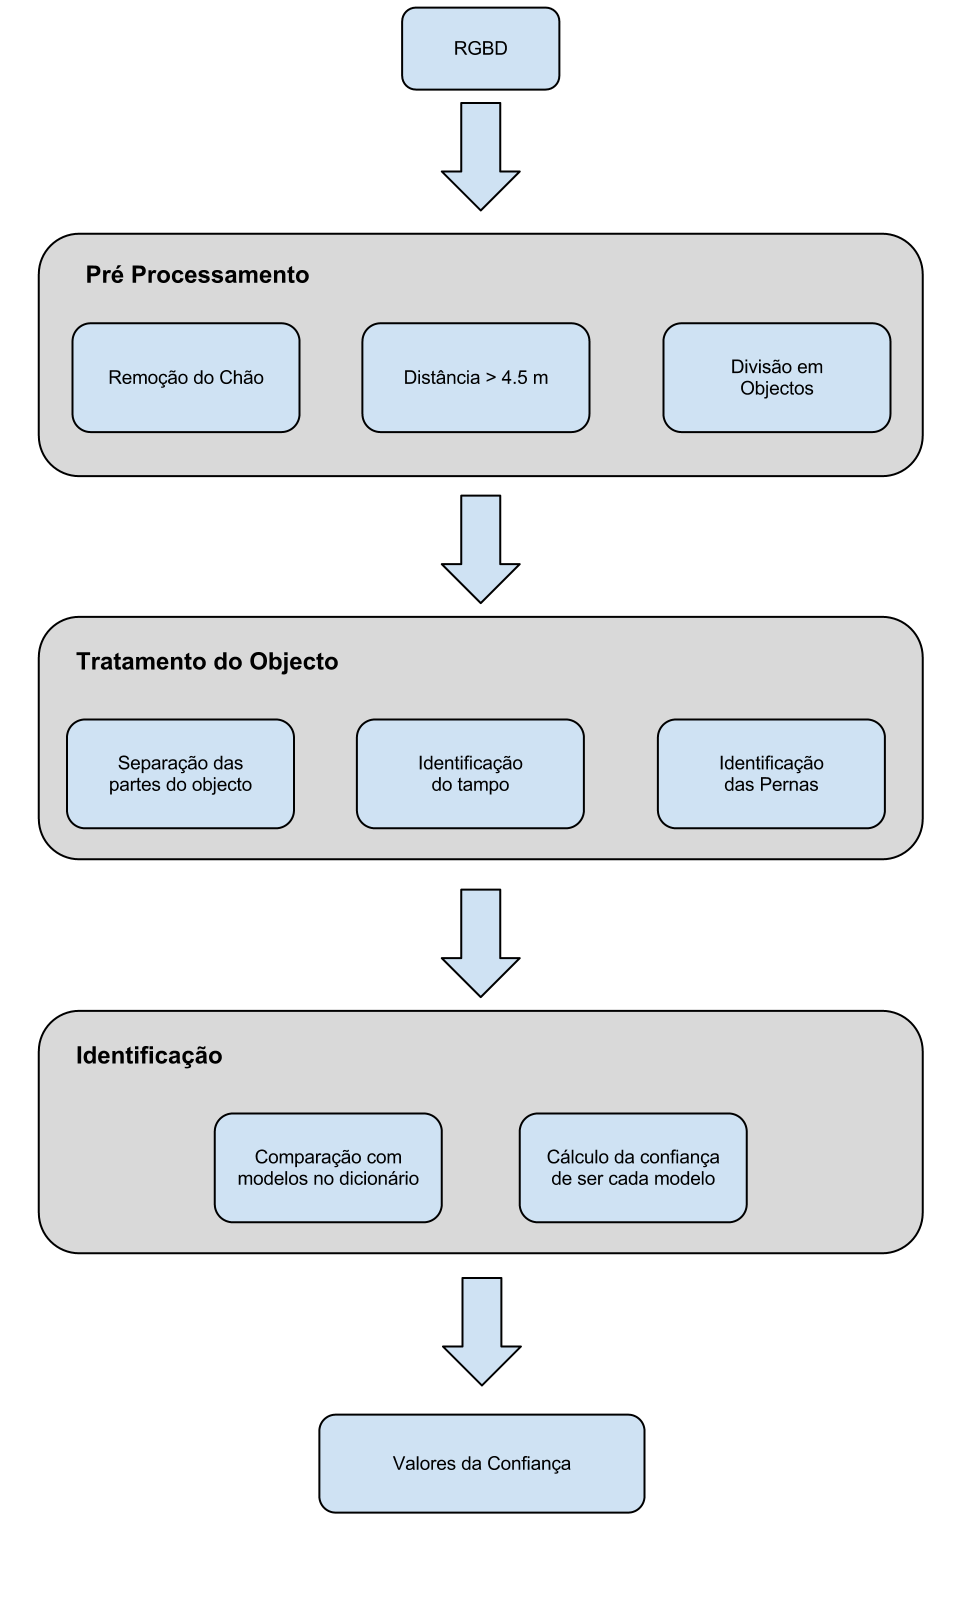 RGBD
Pré Processamento
Remoção do Chão
Distância > 4.5 m
Divisão em
Objectos
Tratamento do Objecto
Separação das
partes do objecto
Identificação
do tampo
Identificação
das Pernas
Identificação
Comparação com
modelos no dicionário
Cálculo da confiança
de ser cada modelo
Valores da Confiança